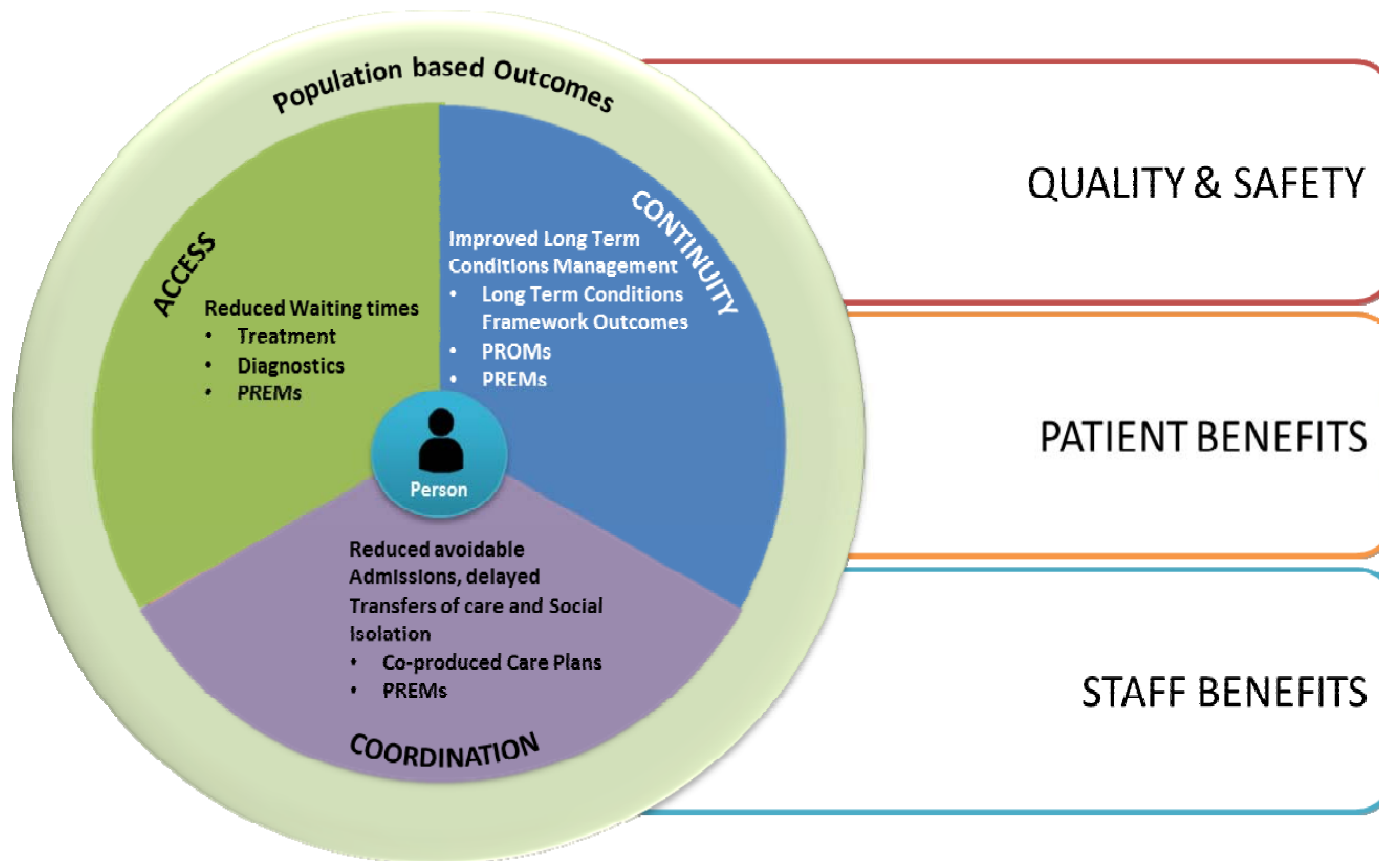 Population based Outcomes
ACCESS
Reduced Waiting times
• Treatment
• Diagnostics
• PREMs
CONTINUITY
Improved Long Term
Conditions Management
• Long Term Conditions
Framework Outcomes
• PROMs
• PREMs
Person
Reduced avoidable
Admissions, delayed
Transfers of care and Social
Isolation
• Co-produced Care Plans
• PREMs
COORDINATION
QUALITY & SAFETY
PATIENT BENEFITS
STAFF BENEFITS